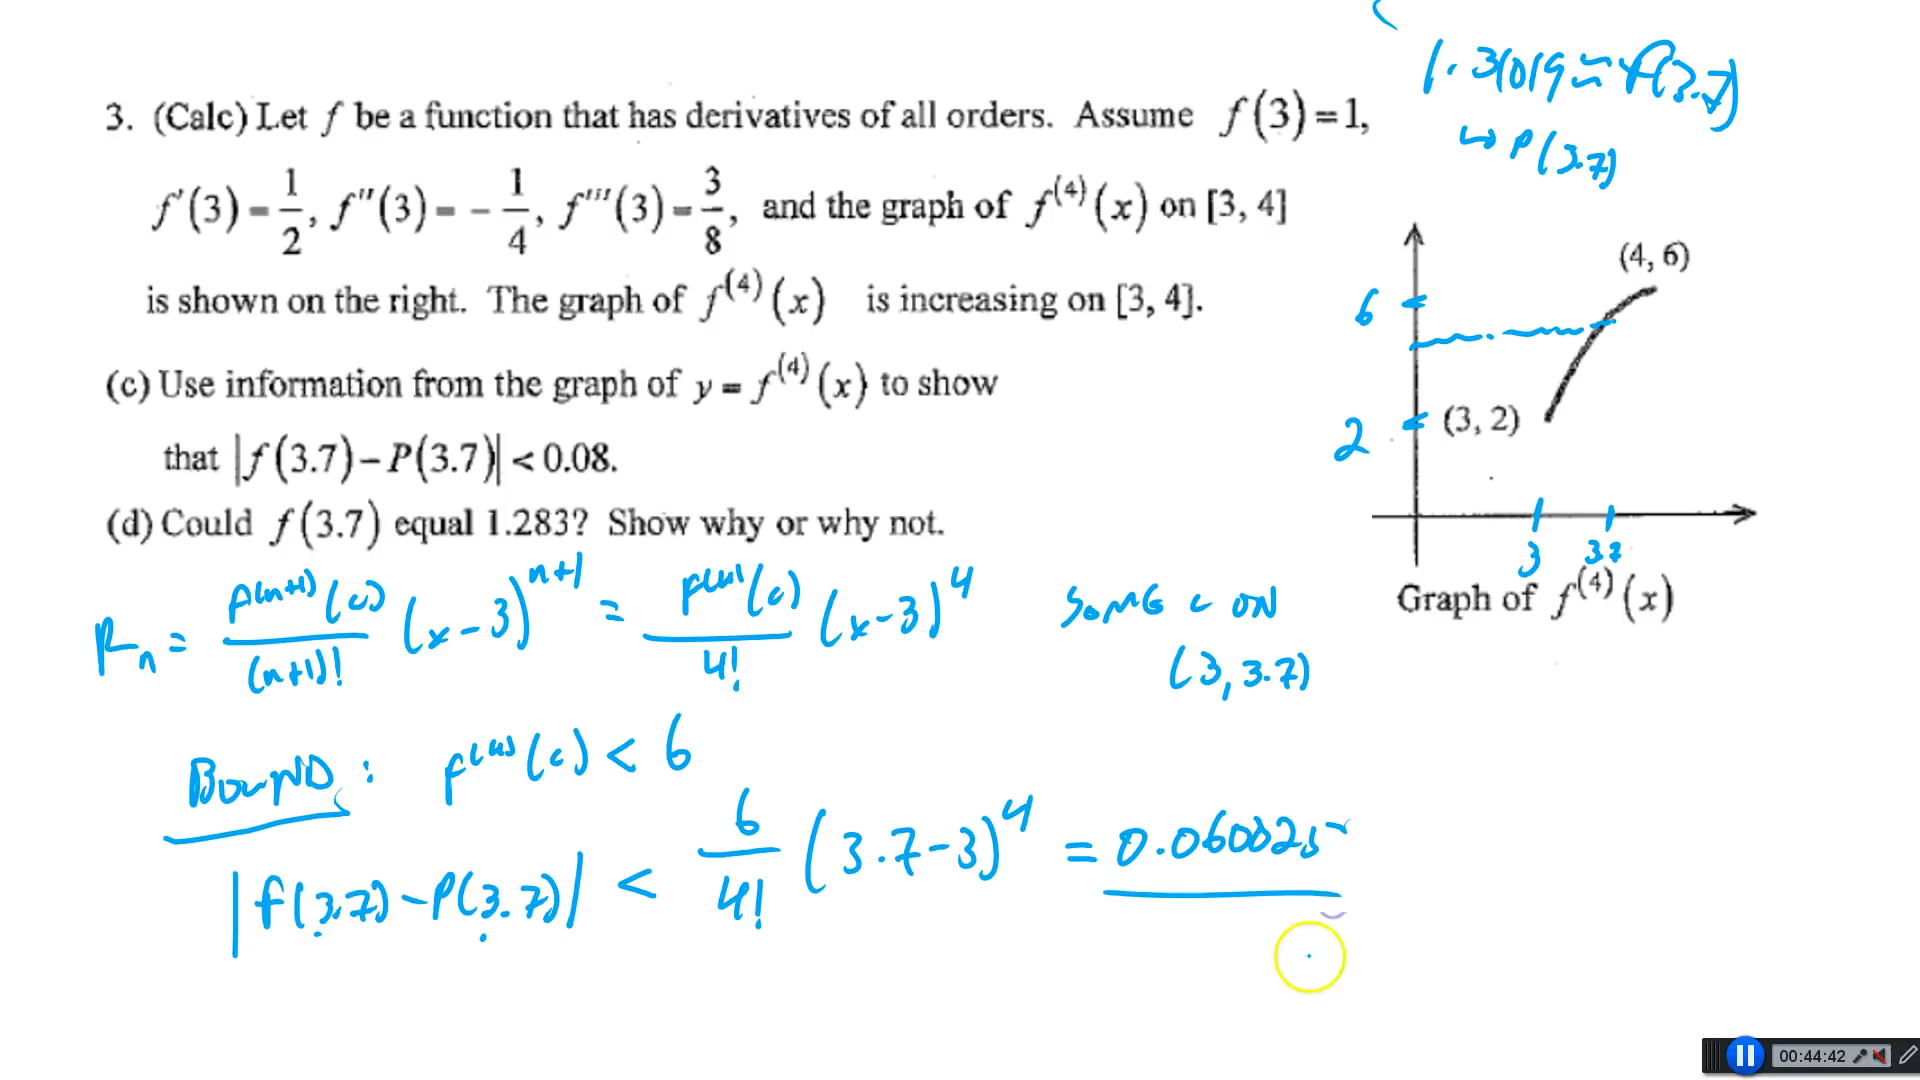 1.31019 ≈ f(3.7)
↳ P(3.7)
3. (Calc) Let f be a function that has derivatives of all orders. Assume f(3)=1,
f′(3)=1/2, f″(3)=-1/4, f‴(3)=3/8, and the graph of f⁽⁴⁾(x) on [3, 4]
is shown on the right. The graph of f⁽⁴⁾(x) is increasing on [3, 4].
(c) Use information from the graph of y = f⁽⁴⁾(x) to show
that |f(3.7)-P(3.7)| < 0.08.
(d) Could f(3.7) equal 1.283? Show why or why not.
(4, 6)
6
2
(3, 2)
3 3.7
Graph of f⁽⁴⁾(x)
Rₙ = f⁽ⁿ⁺¹⁾(c)/(n+1)! (x-3)ⁿ⁺¹ = f⁽⁴⁾(c)/4! (x-3)⁴
SOME c ON
(3, 3.7)
BOUND: f⁽⁴⁾(c) < 6
|f(3.7)-P(3.7)| < 6/4! (3.7-3)⁴ = 0.060025
00:44:42